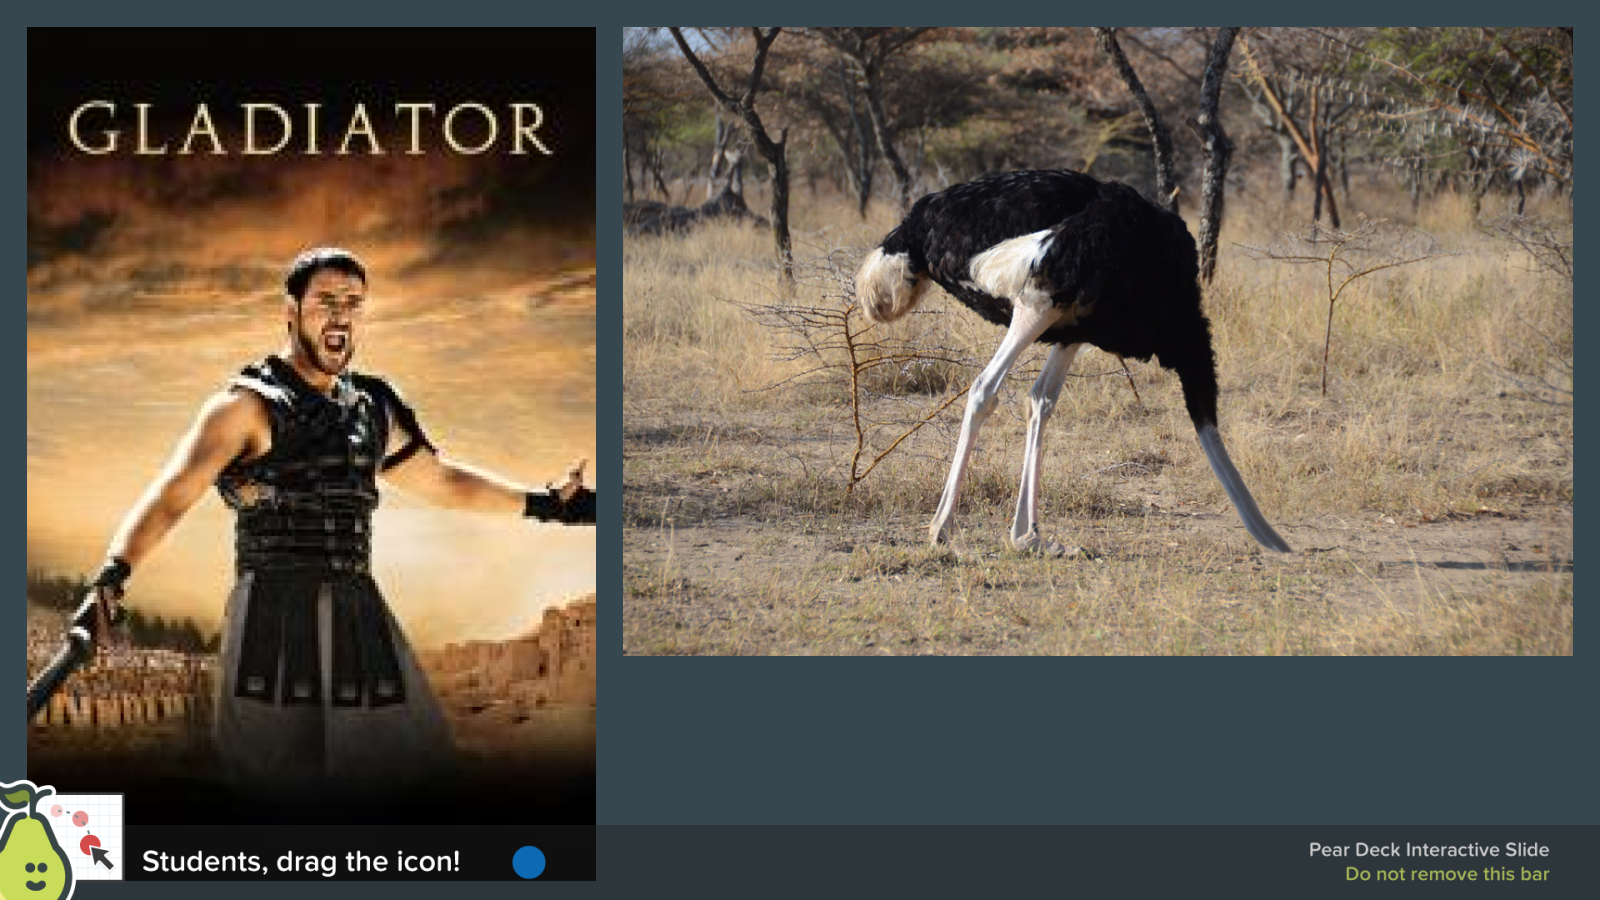 GLADIATOR
Students, drag the icon!
Pear Deck Interactive Slide
Do not remove this bar